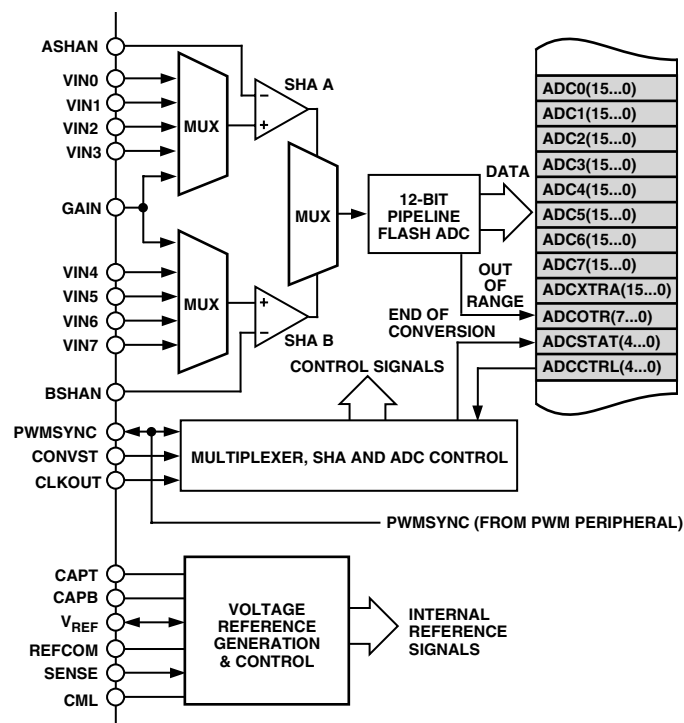 ASHAN
VIN0
VIN1
VIN2
VIN3
GAIN
VIN4
VIN5
VIN6
VIN7
BSHAN
PWMSYNC
CONVST
CLKOUT
MUX
SHA A
–
+
MUX
MUX
+
–
SHA B
12-BIT
PIPELINE
FLASH ADC
DATA
OUT
OF
RANGE
END OF
CONVERSION
CONTROL SIGNALS
ADC0(15...0)
ADC1(15...0)
ADC2(15...0)
ADC3(15...0)
ADC4(15...0)
ADC5(15...0)
ADC6(15...0)
ADC7(15...0)
ADCXTRA(15...0)
ADCOTR(7...0)
ADCSTAT(4...0)
ADCCTRL(4...0)
MULTIPLEXER, SHA AND ADC CONTROL
PWMSYNC (FROM PWM PERIPHERAL)
CAPT
CAPB
VREF
REFCOM
SENSE
CML
VOLTAGE
REFERENCE
GENERATION
& CONTROL
INTERNAL
REFERENCE
SIGNALS